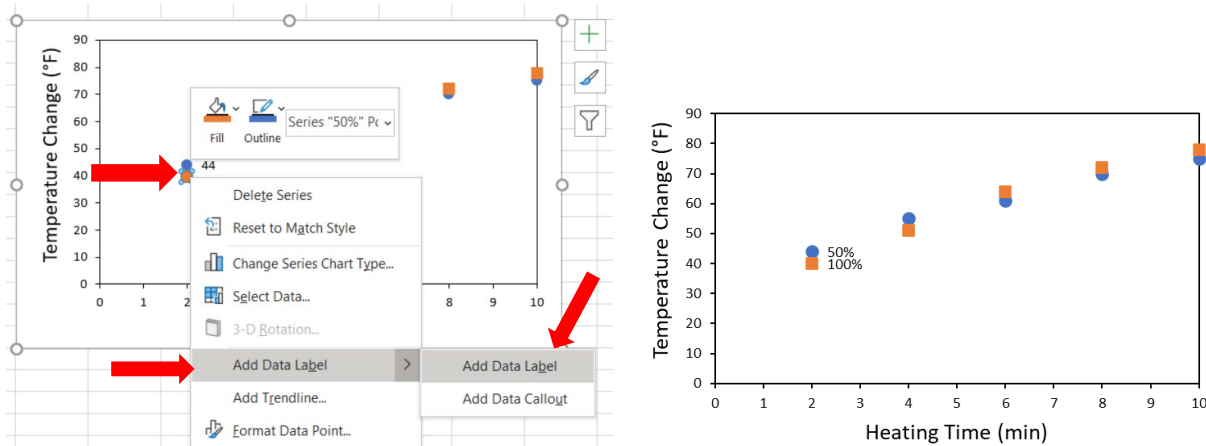 Temperature Change (°F)
90
80
70
60
50
40
30
20
10
0
0
1
2
8
9
10
44
Fill
Outline
Series "50%" Pc
Delete Series
Reset to Match Style
Change Series Chart Type...
Select Data...
3-D Rotation...
Add Data Label
Add Trendline...
Format Data Point...
Add Data Label
Add Data Callout
Temperature Change (°F)
90
80
70
60
50
40
30
20
10
0
50%
100%
0
1
2
3
4
5
6
7
8
9
10
Heating Time (min)